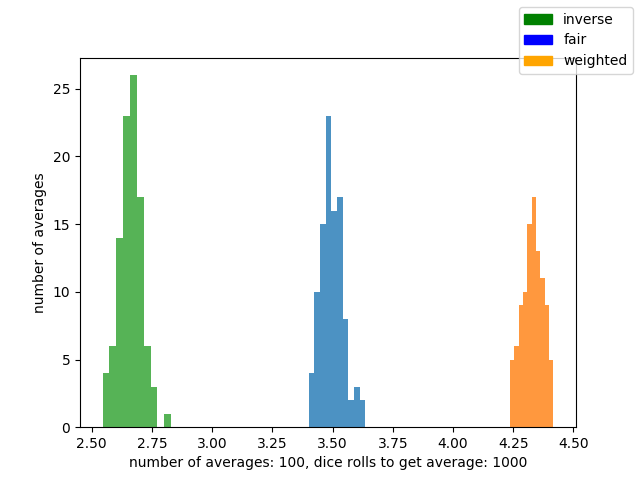 inverse
fair
weighted
number of averages
25
20
15
10
5
0
2.50 2.75 3.00 3.25 3.50 3.75 4.00 4.25 4.50
number of averages: 100, dice rolls to get average: 1000